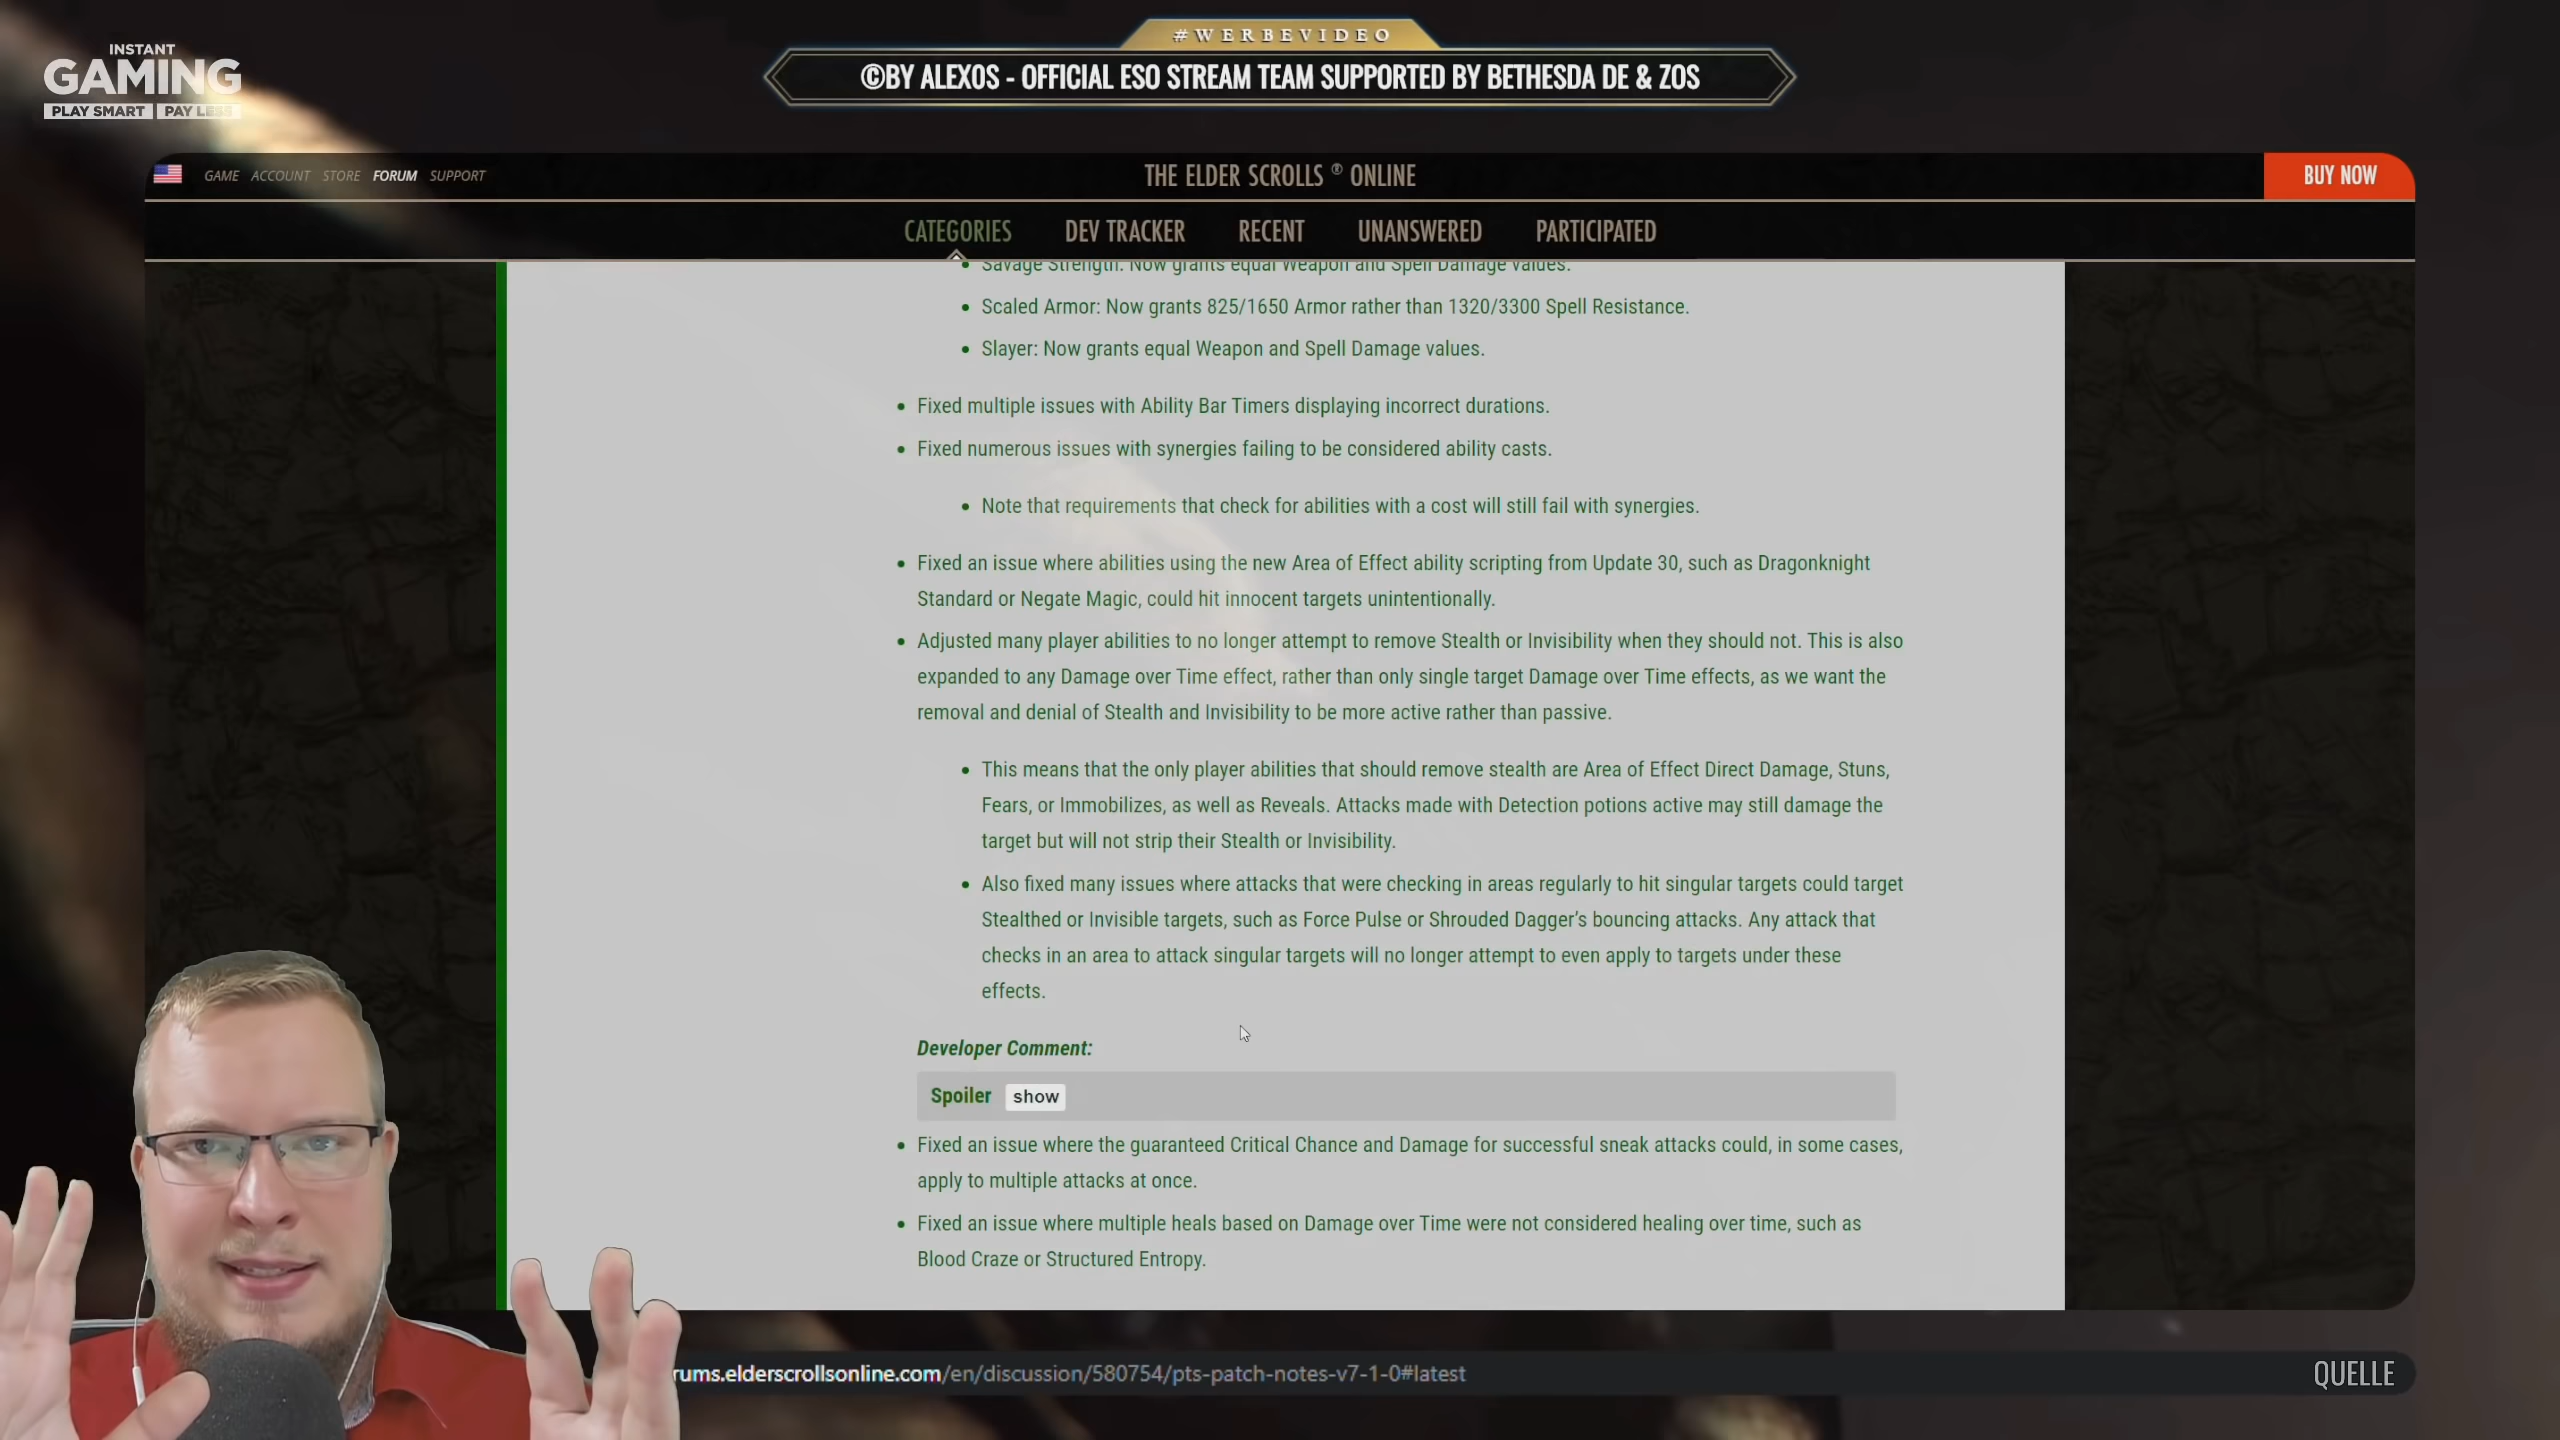 #WERBEVIDEO
©BY ALEXOS - OFFICIAL ESO STREAM TEAM SUPPORTED BY BETHESDA DE & ZOS
INSTANT
GAMING
PLAY SMART PAY LESS
GAME ACCOUNT STORE FORUM SUPPORT
THE ELDER SCROLLS ® ONLINE
BUY NOW
CATEGORIES DEV TRACKER RECENT UNANSWERED PARTICIPATED
• Savage Strength: Now grants equal Weapon and Spell Damage values.
• Scaled Armor: Now grants 825/1650 Armor rather than 1320/3300 Spell Resistance.
• Slayer: Now grants equal Weapon and Spell Damage values.
• Fixed multiple issues with Ability Bar Timers displaying incorrect durations.
• Fixed numerous issues with synergies failing to be considered ability casts.
• Note that requirements that check for abilities with a cost will still fail with synergies.
• Fixed an issue where abilities using the new Area of Effect ability scripting from Update 30, such as Dragonknight
Standard or Negate Magic, could hit innocent targets unintentionally.
• Adjusted many player abilities to no longer attempt to remove Stealth or Invisibility when they should not. This is also
expanded to any Damage over Time effect, rather than only single target Damage over Time effects, as we want the
removal and denial of Stealth and Invisibility to be more active rather than passive.
• This means that the only player abilities that should remove stealth are Area of Effect Direct Damage, Stuns,
Fears, or Immobilizes, as well as Reveals. Attacks made with Detection potions active may still damage the
target but will not strip their Stealth or Invisibility.
• Also fixed many issues where attacks that were checking in areas regularly to hit singular targets could target
Stealthed or Invisible targets, such as Force Pulse or Shrouded Dagger's bouncing attacks. Any attack that
checks in an area to attack singular targets will no longer attempt to even apply to targets under these
effects.
Developer Comment:
Spoiler show
• Fixed an issue where the guaranteed Critical Chance and Damage for successful sneak attacks could, in some cases,
apply to multiple attacks at once.
• Fixed an issue where multiple heals based on Damage over Time were not considered healing over time, such as
Blood Craze or Structured Entropy.
rums.elderscrollsonline.com/en/discussion/580754/pts-patch-notes-v7-1-0#latest
QUELLE